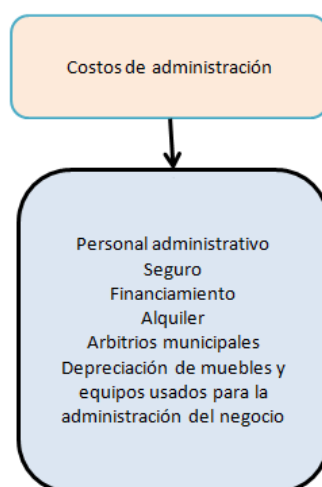 Costos de administración
Personal administrativo
Seguro
Financiamiento
Alquiler
Arbitrios municipales
Depreciación de muebles y
equipos usados para la
administración del negocio